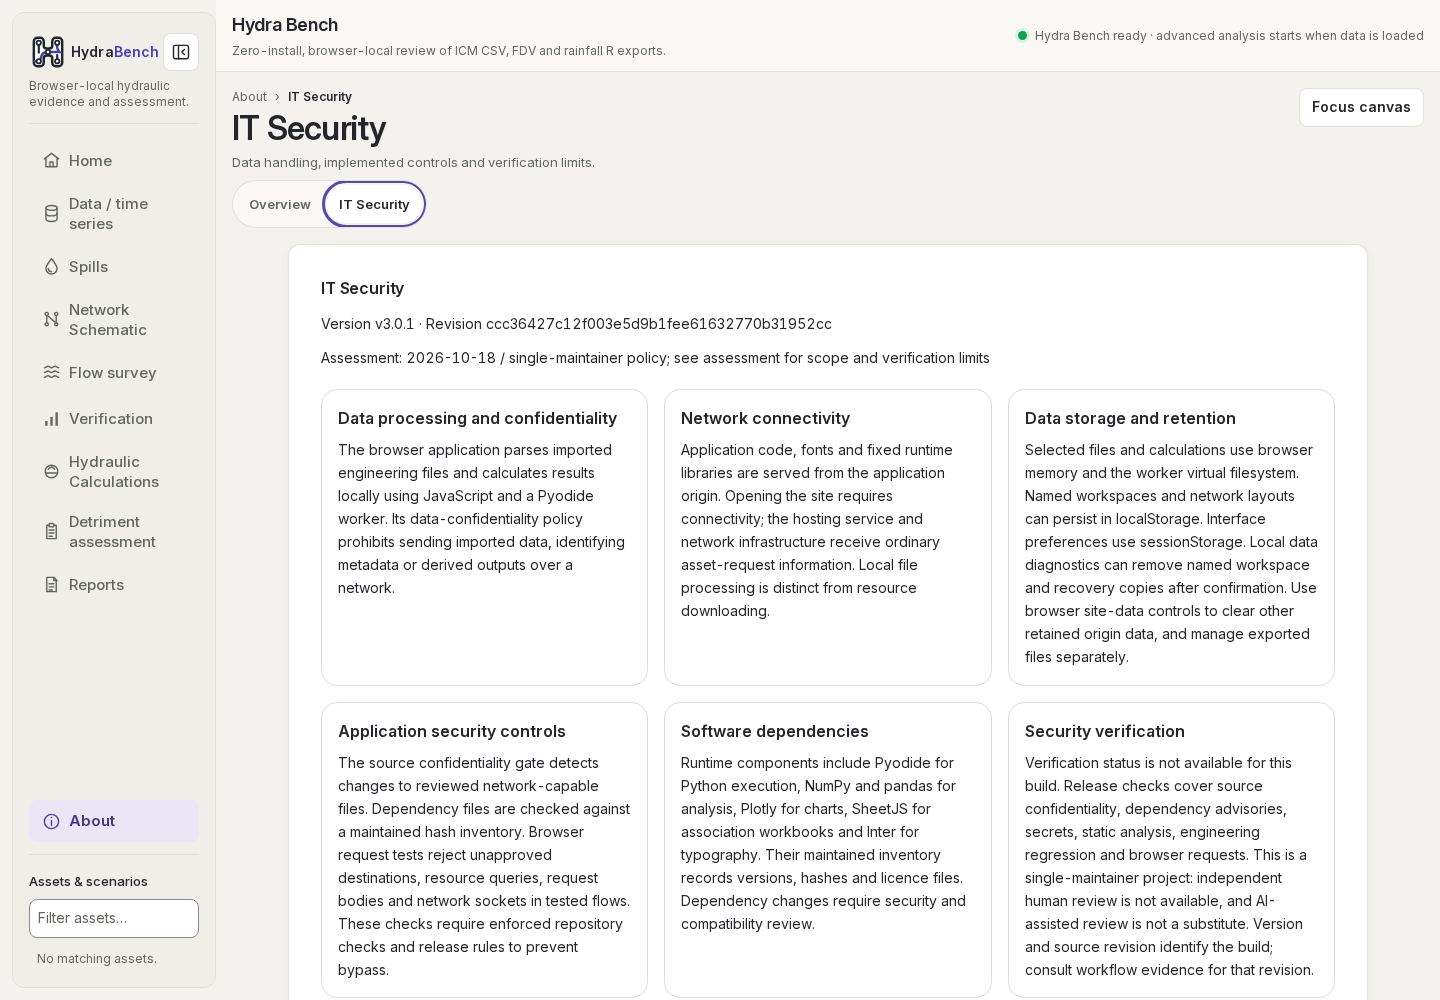 HydraBench
Browser-local hydraulic
evidence and assessment.
Home
Data / time
series
Spills
Network
Schematic
Flow survey
Verification
Hydraulic
Calculations
Detriment
assessment
Reports
About
Assets & scenarios
Filter assets...
No matching assets.
Hydra Bench
Zero-install, browser-local review of ICM CSV, FDV and rainfall R exports.
Hydra Bench ready · advanced analysis starts when data is loaded
About › IT Security
IT Security
Data handling, implemented controls and verification limits.
Focus canvas
Overview
IT Security
IT Security
Version v3.0.1 · Revision ccc36427c12f003e5d9b1fee61632770b31952cc
Assessment: 2026-10-18 / single-maintainer policy; see assessment for scope and verification limits
Data processing and confidentiality
The browser application parses imported
engineering files and calculates results
locally using JavaScript and a Pyodide
worker. Its data-confidentiality policy
prohibits sending imported data, identifying
metadata or derived outputs over a
network.
Network connectivity
Application code, fonts and fixed runtime
libraries are served from the application
origin. Opening the site requires
connectivity; the hosting service and
network infrastructure receive ordinary
asset-request information. Local file
processing is distinct from resource
downloading.
Data storage and retention
Selected files and calculations use browser
memory and the worker virtual filesystem.
Named workspaces and network layouts
can persist in localStorage. Interface
preferences use sessionStorage. Local data
diagnostics can remove named workspace
and recovery copies after confirmation. Use
browser site-data controls to clear other
retained origin data, and manage exported
files separately.
Application security controls
The source confidentiality gate detects
changes to reviewed network-capable
files. Dependency files are checked against
a maintained hash inventory. Browser
request tests reject unapproved
destinations, resource queries, request
bodies and network sockets in tested flows.
These checks require enforced repository
checks and release rules to prevent
bypass.
Software dependencies
Runtime components include Pyodide for
Python execution, NumPy and pandas for
analysis, Plotly for charts, SheetJS for
association workbooks and Inter for
typography. Their maintained inventory
records versions, hashes and licence files.
Dependency changes require security and
compatibility review.
Security verification
Verification status is not available for this
build. Release checks cover source
confidentiality, dependency advisories,
secrets, static analysis, engineering
regression and browser requests. This is a
single-maintainer project: independent
human review is not available, and AI-
assisted review is not a substitute. Version
and source revision identify the build;
consult workflow evidence for that revision.